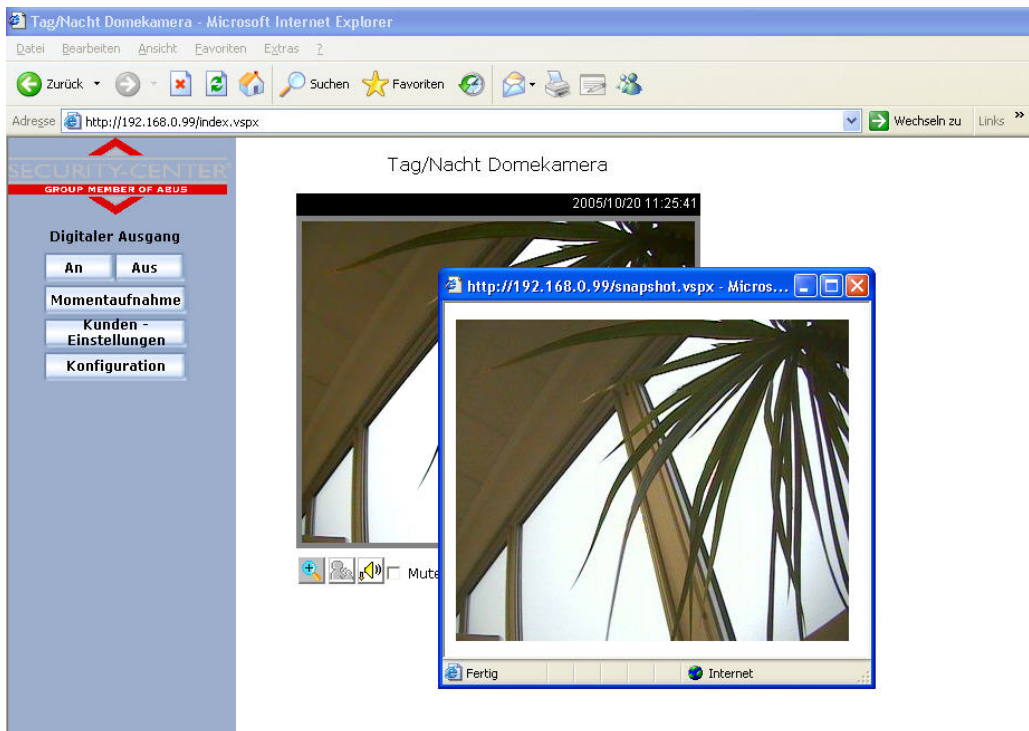 Tag/Nacht Domekamera - Microsoft Internet Explorer
Datei Bearbeiten Ansicht Favoriten Extras ?
Zurück Suchen Favoriten
Adresse http://192.168.0.99/index.vspx Wechseln zu Links »
SECURITY-CENTER®
GROUP MEMBER OF ABUS
Digitaler Ausgang
An Aus
Momentaufnahme
Kunden -
Einstellungen
Konfiguration
Tag/Nacht Domekamera
2005/10/20 11:25:41
Mute
http://192.168.0.99/snapshot.vspx - Micros...
Fertig Internet